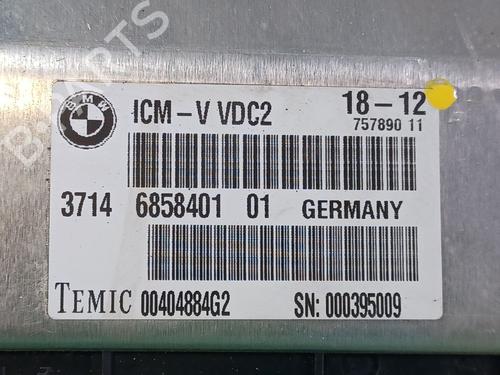 BMW
ICM - V VDC2
18 - 12
757890 11
3714 6858401 01 GERMANY
TEMIC 00404884G2 SN: 000395009